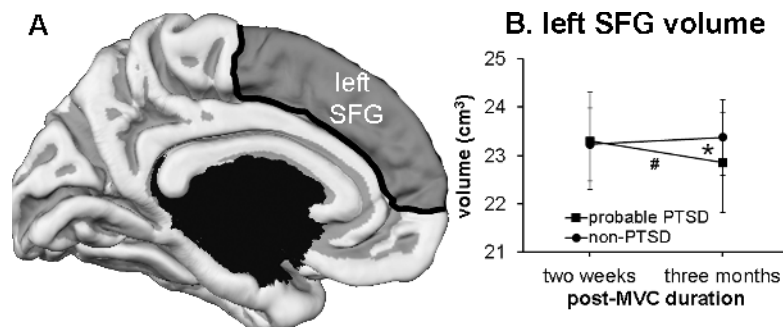 A
left
SFG
B. left SFG volume
volume (cm³)
25
24
23
22
21
*
#
probable PTSD
non-PTSD
two weeks three months
post-MVC duration